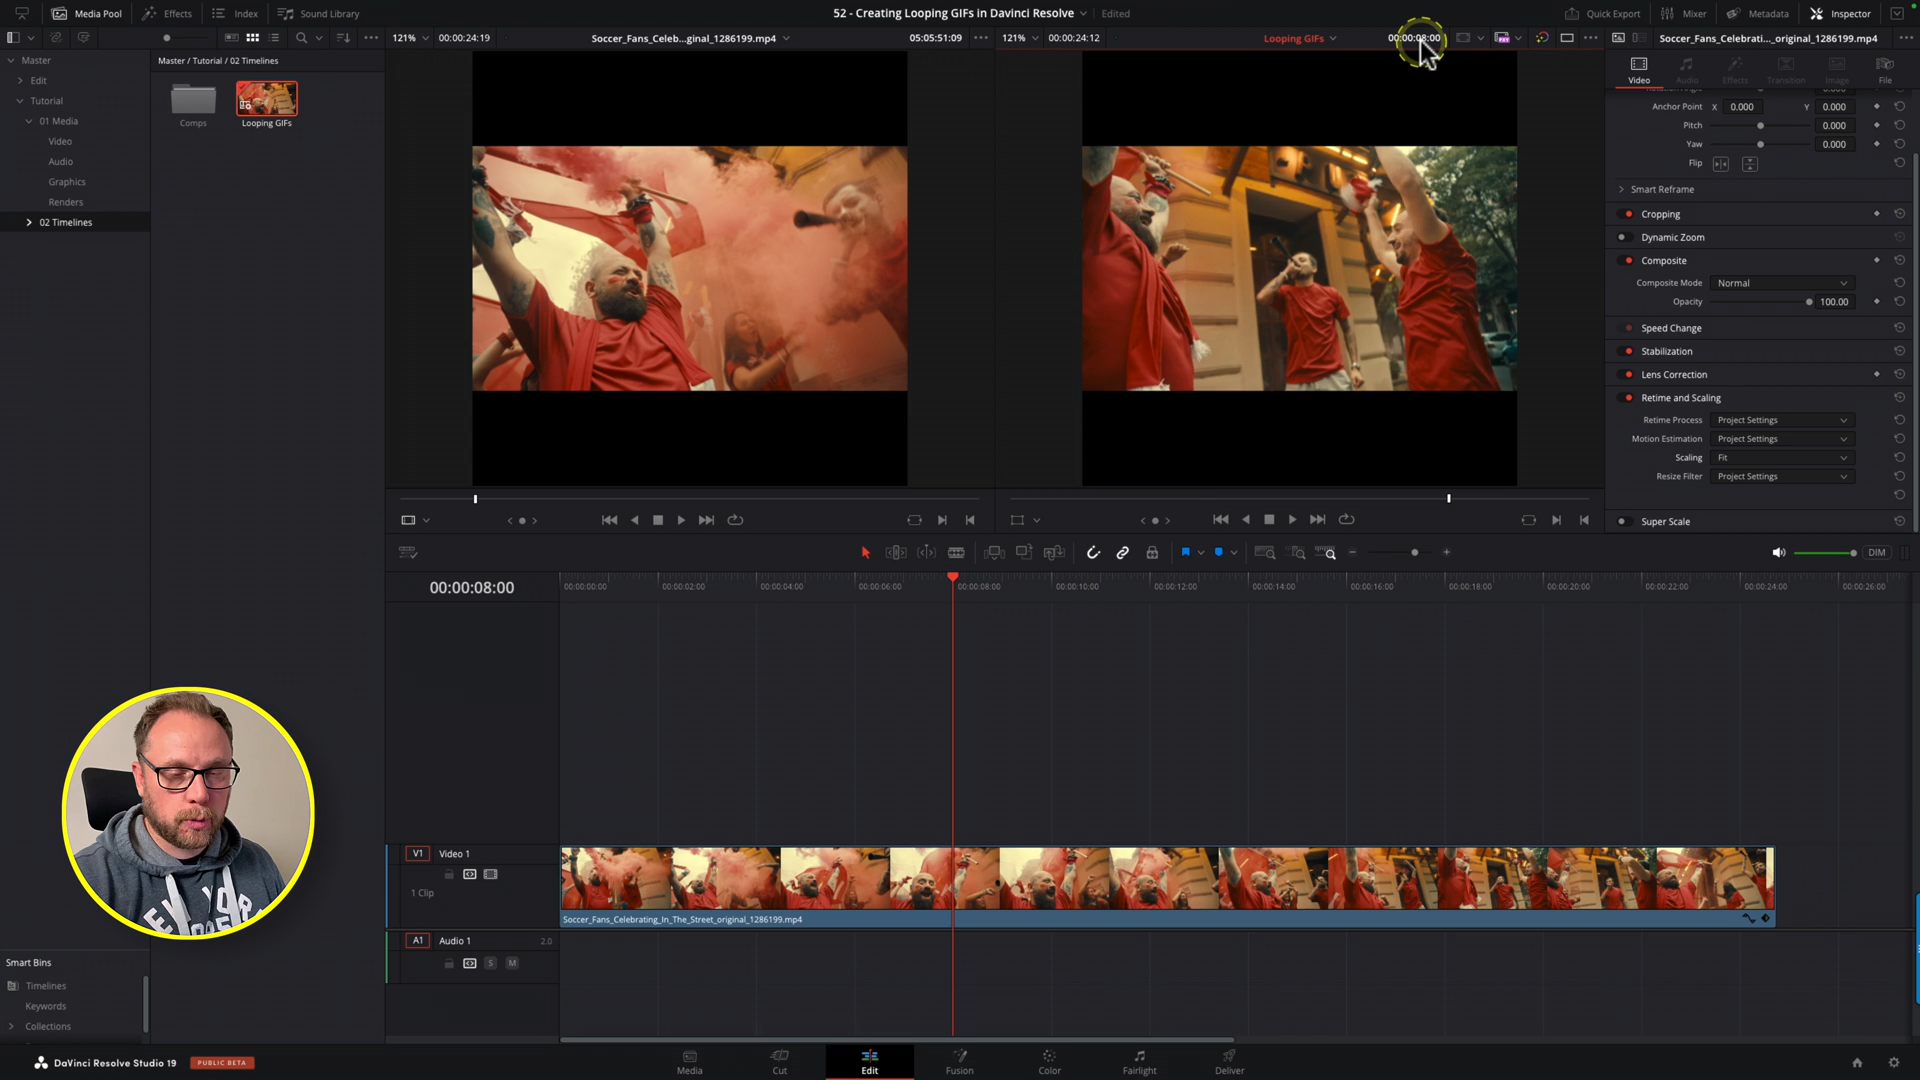 Media Pool
Effects
Index
Sound Library
52 - Creating Looping GIFs in Davinci Resolve
Edited
Quick Export
Mixer
Metadata
Inspector
121%
00:00:24:19
Soccer_Fans_Celeb...ginal_1286199.mp4
05:05:51:09
121%
00:00:24:12
Looping GIFs
00:00:08:00
Soccer_Fans_Celebrati..._original_1286199.mp4
Master
Edit
Tutorial
01 Media
Video
Audio
Graphics
Renders
02 Timelines
Master / Tutorial / 02 Timelines
Comps
Looping GIFs
Video
Audio
Effects
Transition
Image
File
Anchor Point X 0.000 Y 0.000
Pitch 0.000
Yaw 0.000
Flip
Smart Reframe
Cropping
Dynamic Zoom
Composite
Composite Mode Normal
Opacity 100.00
Speed Change
Stabilization
Lens Correction
Retime and Scaling
Retime Process Project Settings
Motion Estimation Project Settings
Scaling Fit
Resize Filter Project Settings
Super Scale
DIM
00:00:08:00
00:00:00:00
00:00:02:00
00:00:04:00
00:00:06:00
00:00:08:00
00:00:10:00
00:00:12:00
00:00:14:00
00:00:16:00
00:00:18:00
00:00:20:00
00:00:22:00
00:00:24:00
00:00:26:00
V1 Video 1
1 Clip
Soccer_Fans_Celebrating_In_The_Street_original_1286199.mp4
A1 Audio 1 2.0
S M
Smart Bins
Timelines
Keywords
Collections
DaVinci Resolve Studio 19
PUBLIC BETA
Media
Cut
Edit
Fusion
Color
Fairlight
Deliver